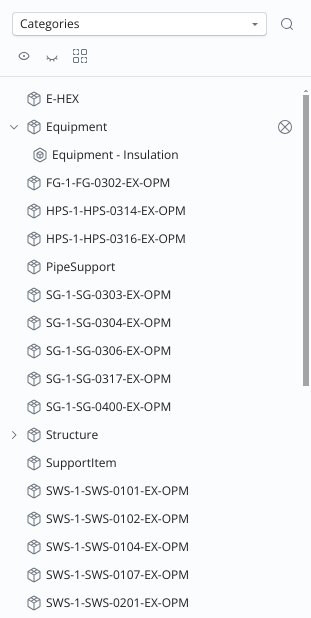 Categories
E-HEX
Equipment
Equipment - Insulation
FG-1-FG-0302-EX-OPM
HPS-1-HPS-0314-EX-OPM
HPS-1-HPS-0316-EX-OPM
PipeSupport
SG-1-SG-0303-EX-OPM
SG-1-SG-0304-EX-OPM
SG-1-SG-0306-EX-OPM
SG-1-SG-0317-EX-OPM
SG-1-SG-0400-EX-OPM
Structure
SupportItem
SWS-1-SWS-0101-EX-OPM
SWS-1-SWS-0102-EX-OPM
SWS-1-SWS-0104-EX-OPM
SWS-1-SWS-0107-EX-OPM
SWS-1-SWS-0201-EX-OPM